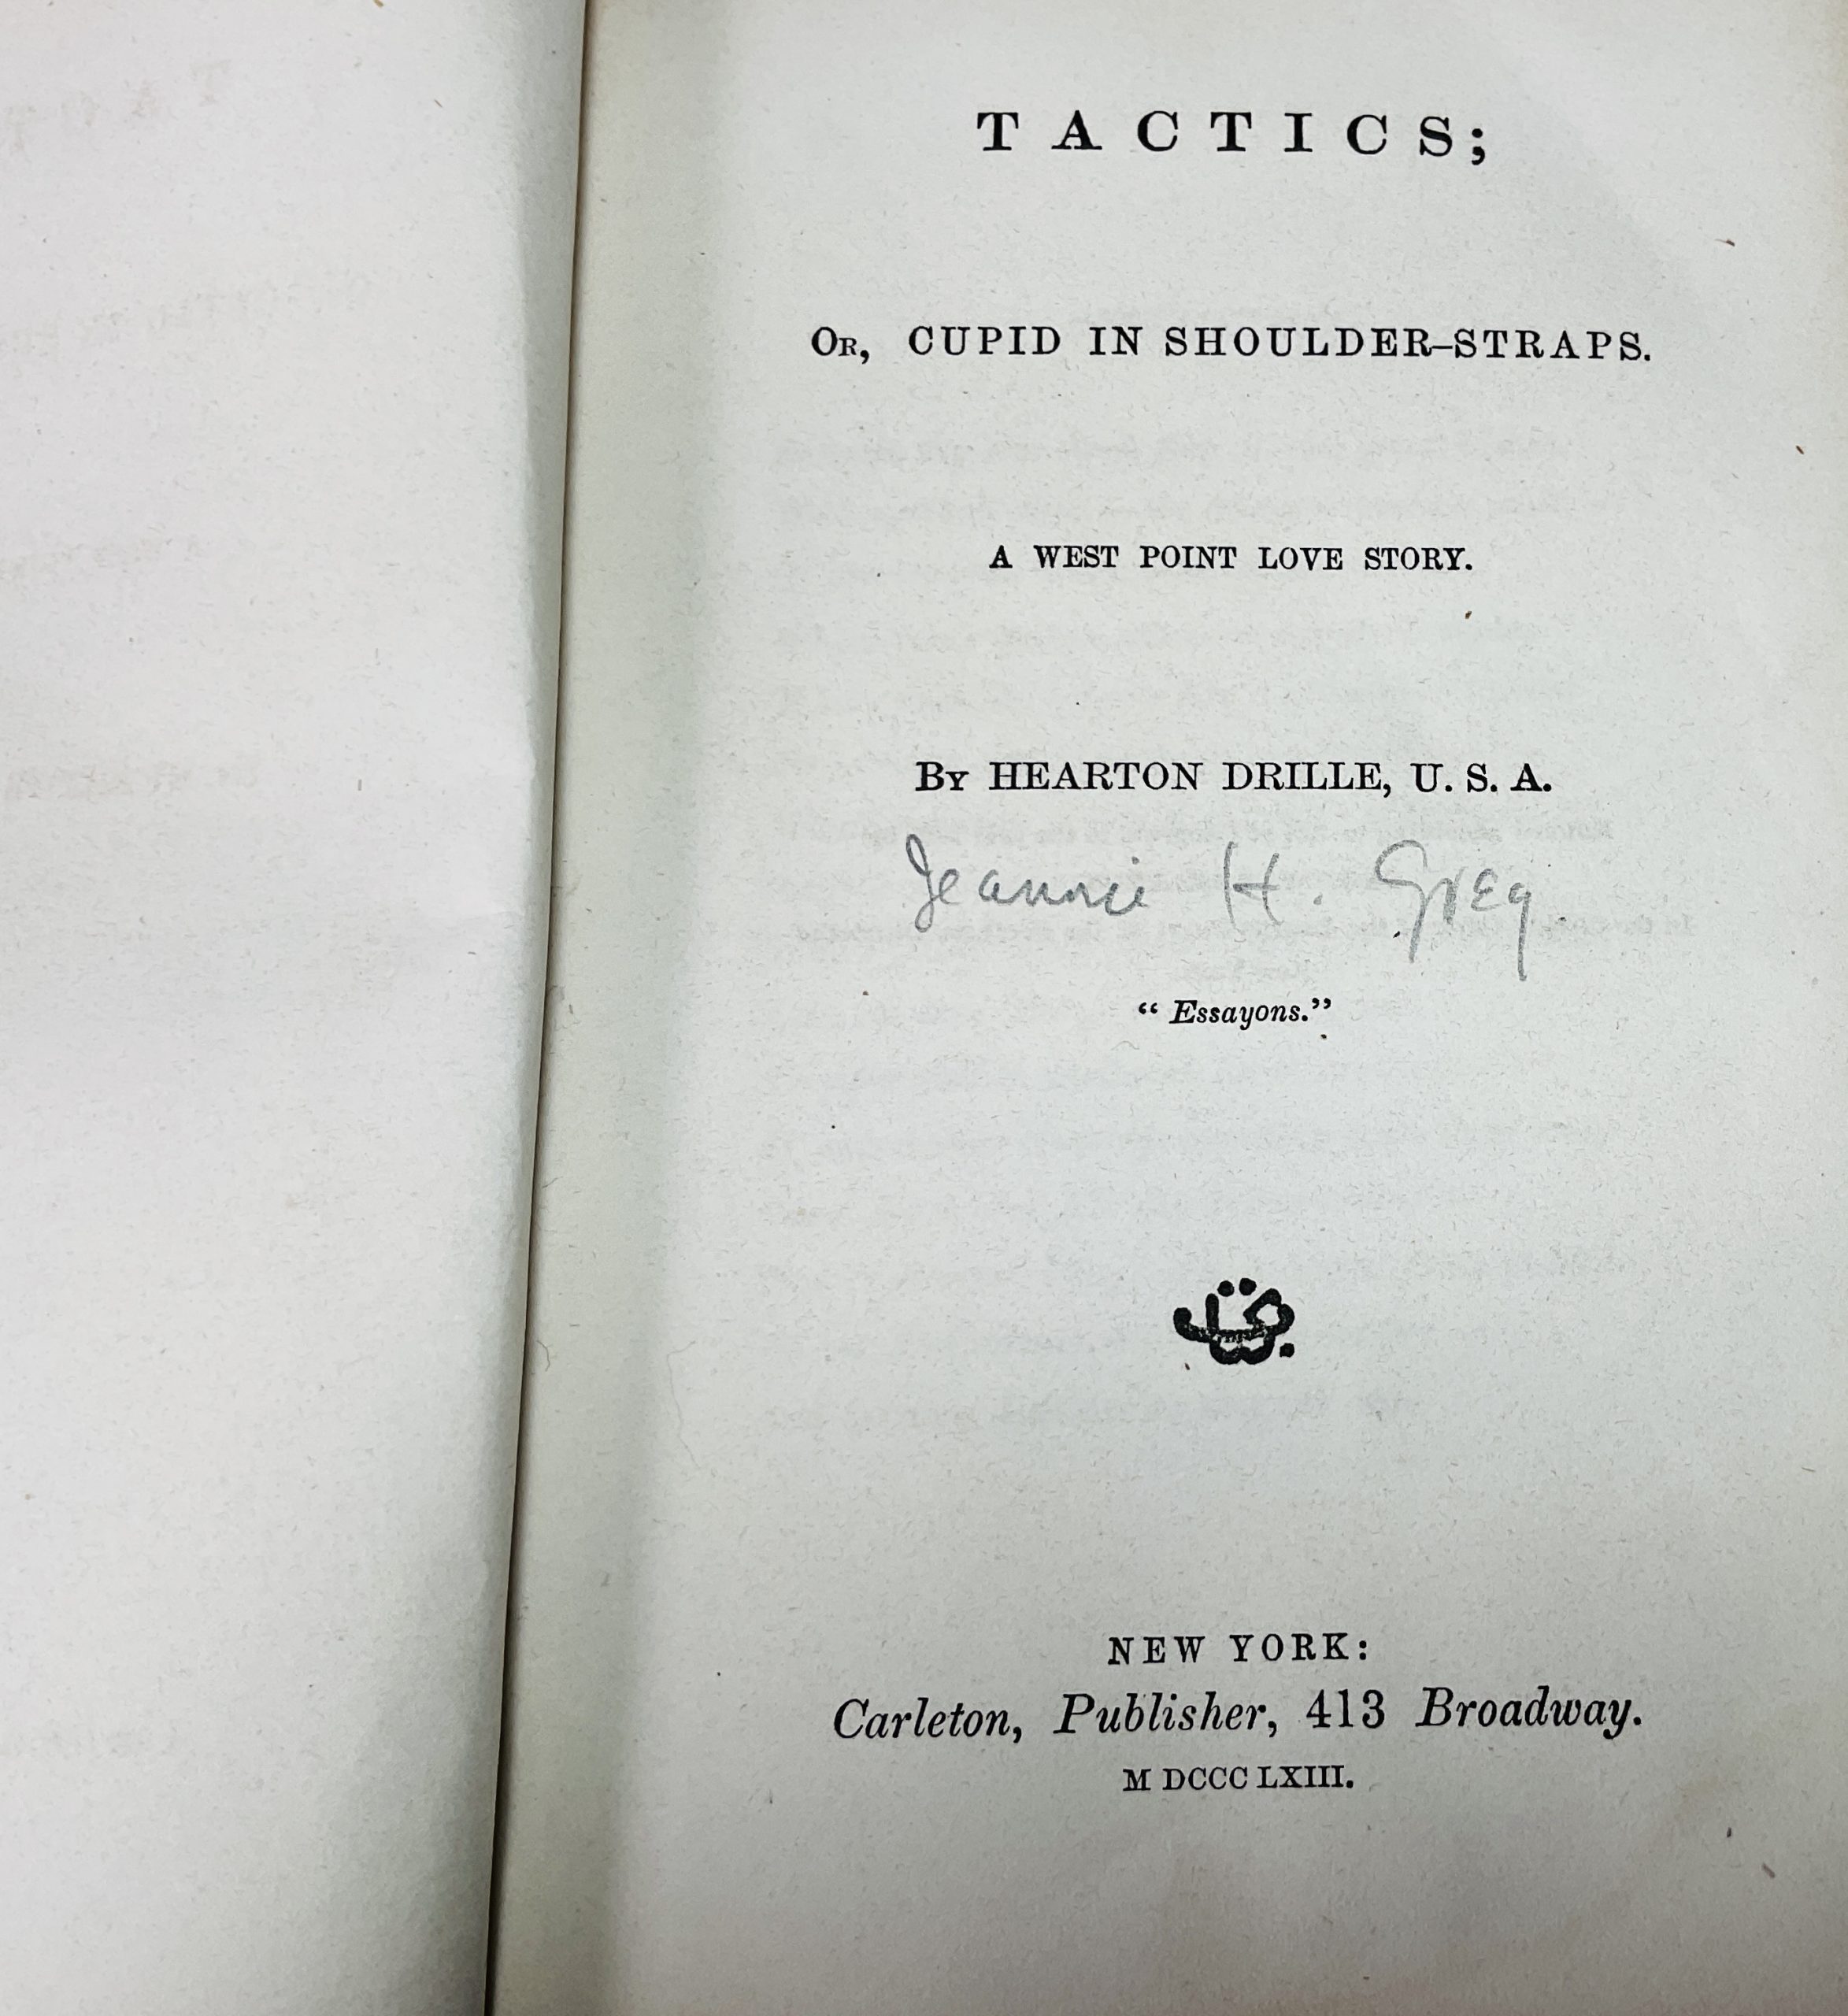 TACTICS;
OR, CUPID IN SHOULDER-STRAPS.
A WEST POINT LOVE STORY.
BY HEARTON DRILLE, U. S. A.
Jeannie H. Grey
“Essayons.”
NEW YORK:
Carleton, Publisher, 413 Broadway.
M DCCC LXIII.